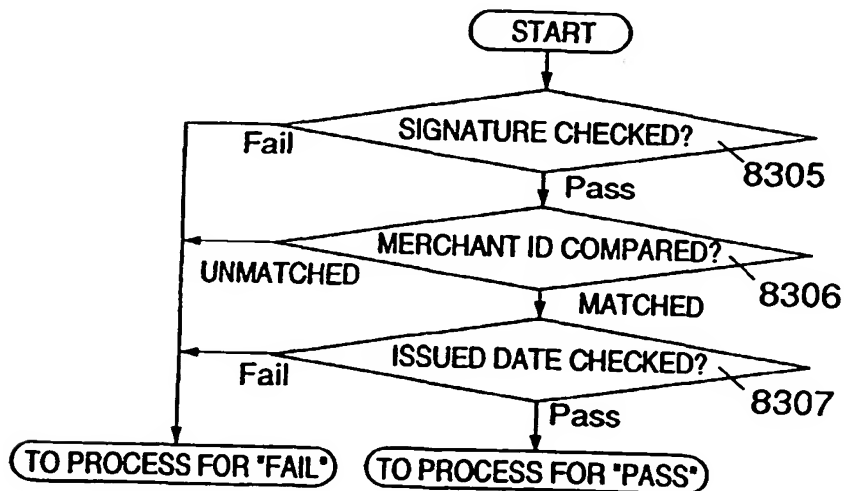 START
SIGNATURE CHECKED?
Fail
8305
Pass
MERCHANT ID COMPARED?
UNMATCHED
8306
MATCHED
ISSUED DATE CHECKED?
Fail
8307
Pass
TO PROCESS FOR "FAIL"
TO PROCESS FOR "PASS"